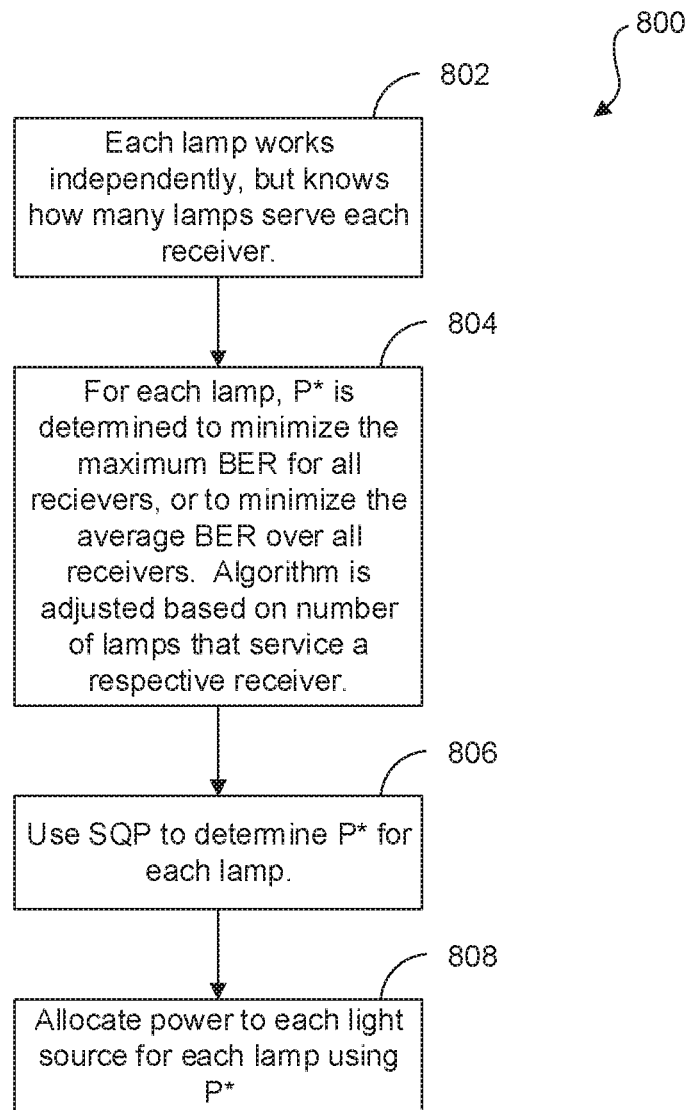 800
802
Each lamp works
independently, but knows
how many lamps serve each
receiver.
804
For each lamp, P* is
determined to minimize the
maximum BER for all
recievers, or to minimize the
average BER over all
receivers. Algorithm is
adjusted based on number
of lamps that service a
respective receiver.
806
Use SQP to determine P* for
each lamp.
808
Allocate power to each light
source for each lamp using
P*